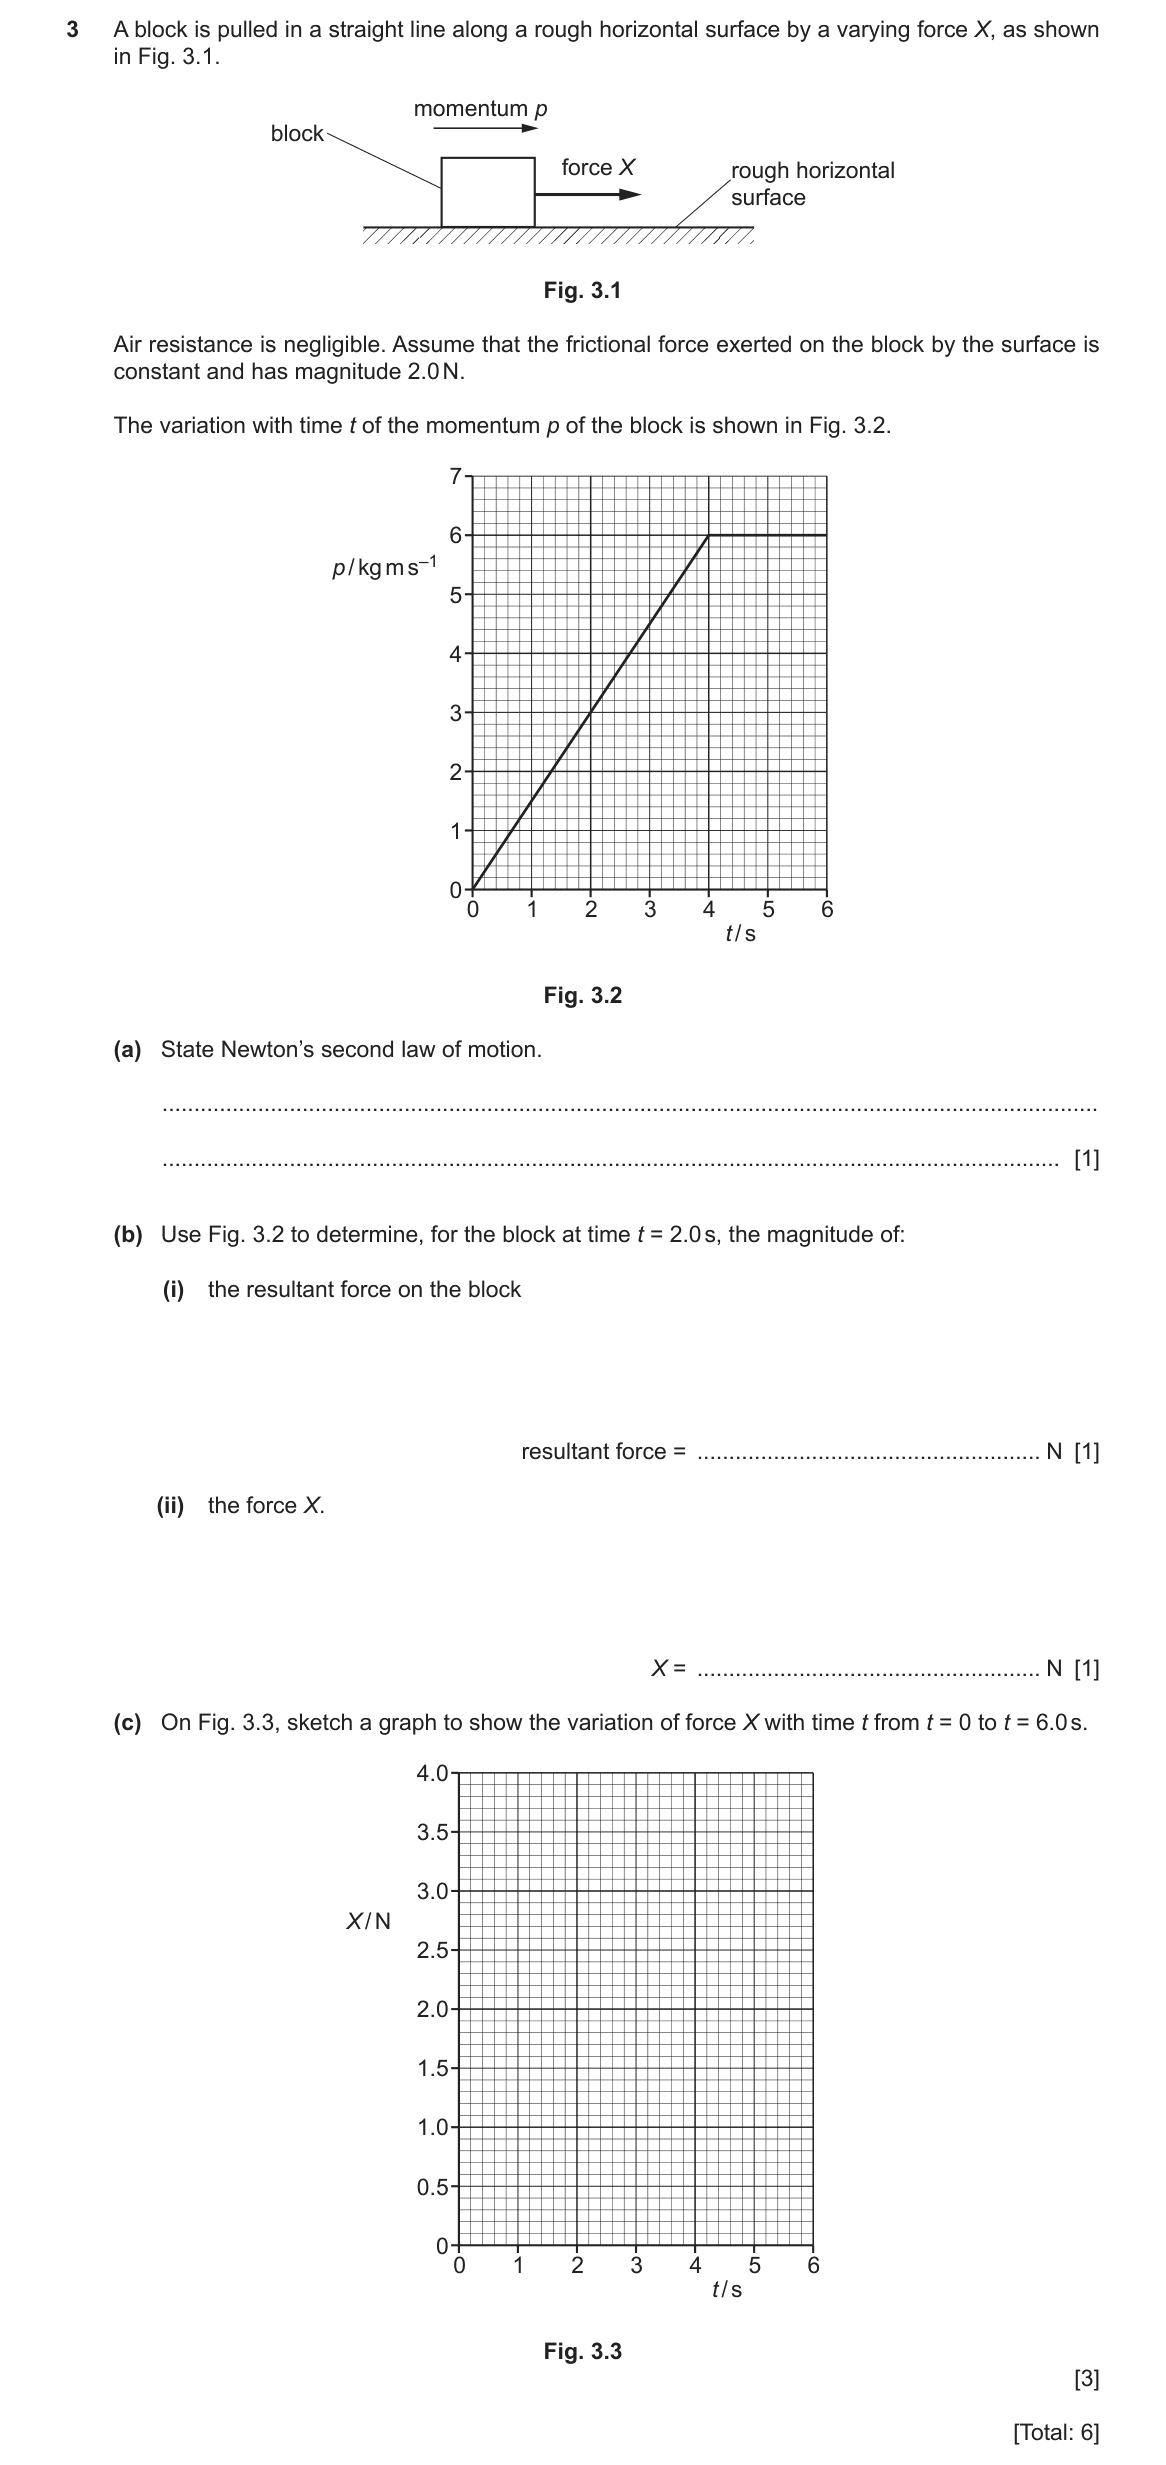 3 A block is pulled in a straight line along a rough horizontal surface by a varying force X, as shown
in Fig. 3.1.
momentum p
block
force X
rough horizontal
surface
Fig. 3.1
Air resistance is negligible. Assume that the frictional force exerted on the block by the surface is
constant and has magnitude 2.0 N.
The variation with time t of the momentum p of the block is shown in Fig. 3.2.
7
6
p / kg m s⁻¹
5
4
3
2
1
0
0 1 2 3 4 5 6
t / s
Fig. 3.2
(a) State Newton’s second law of motion.
..........................................................................................................................................
..................................................................................................................................... [1]
(b) Use Fig. 3.2 to determine, for the block at time t = 2.0 s, the magnitude of:
(i) the resultant force on the block
resultant force = ...................................................... N [1]
(ii) the force X.
X = ...................................................... N [1]
(c) On Fig. 3.3, sketch a graph to show the variation of force X with time t from t = 0 to t = 6.0 s.
4.0
3.5
3.0
X / N
2.5
2.0
1.5
1.0
0.5
0
0 1 2 3 4 5 6
t / s
Fig. 3.3
[3]
[Total: 6]